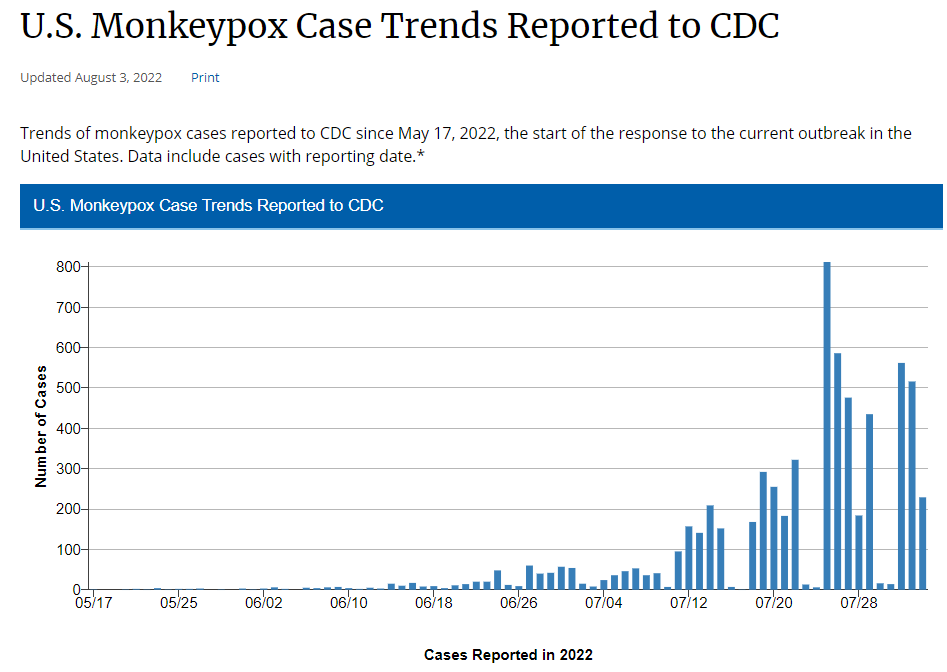 U.S. Monkeypox Case Trends Reported to CDC
Updated August 3, 2022 Print
Trends of monkeypox cases reported to CDC since May 17, 2022, the start of the response to the current outbreak in the
United States. Data include cases with reporting date.*
U.S. Monkeypox Case Trends Reported to CDC
800
700
600
500
400
300
200
100
0
Number of Cases
05/17 05/25 06/02 06/10 06/18 06/26 07/04 07/12 07/20 07/28
Cases Reported in 2022